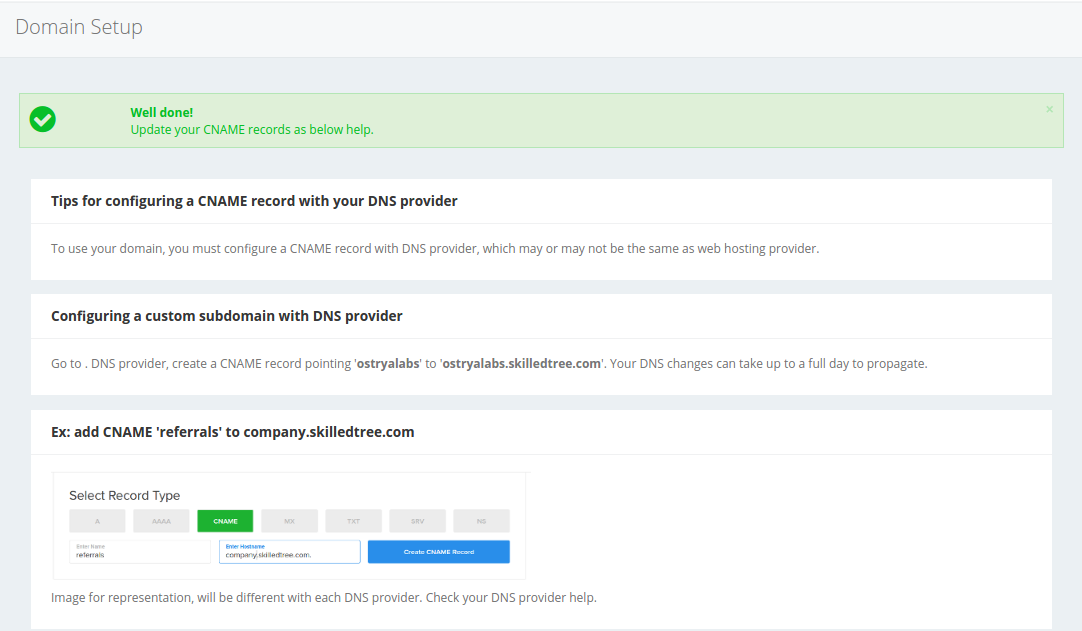 Domain Setup
Well done!
×
Update your CNAME records as below help.
Tips for configuring a CNAME record with your DNS provider
To use your domain, you must configure a CNAME record with DNS provider, which may or may not be the same as web hosting provider.
Configuring a custom subdomain with DNS provider
Go to . DNS provider, create a CNAME record pointing 'ostryalabs' to 'ostryalabs.skilledtree.com'. Your DNS changes can take up to a full day to propagate.
Ex: add CNAME 'referrals' to company.skilledtree.com
Select Record Type
A AAAA CNAME MX TXT SRV NS
Enter Name Enter Hostname
referrals company.skilledtree.com. Create CNAME Record
Image for representation, will be different with each DNS provider. Check your DNS provider help.